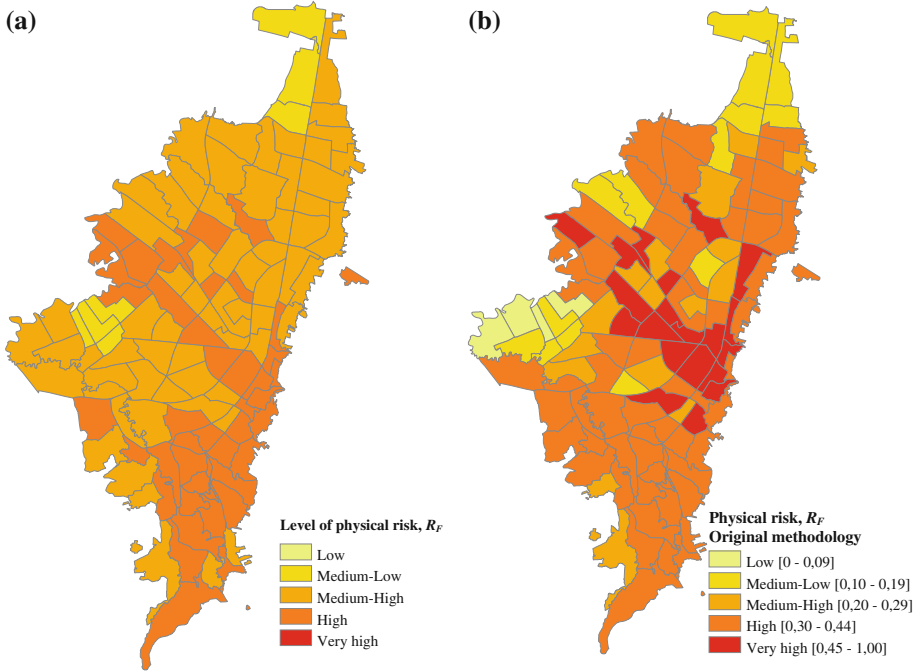 (a)
(b)
Level of physical risk, R_F
Low
Medium-Low
Medium-High
High
Very high
Physical risk, R_F
Original methodology
Low [0 - 0,09]
Medium-Low [0,10 - 0,19]
Medium-High [0,20 - 0,29]
High [0,30 - 0,44]
Very high [0,45 - 1,00]